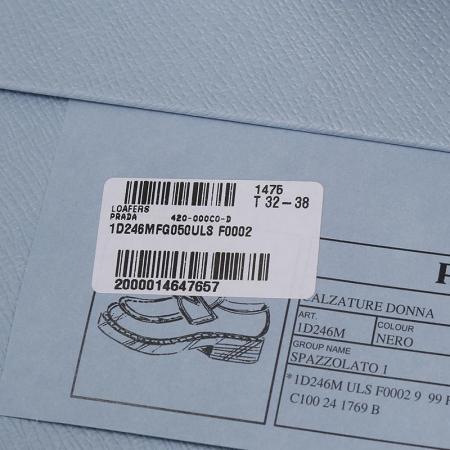 1475
LOAFERS
T 32-38
PRADA 420-000C0-D
1D246MFG050ULS F0002
2000014647657
CALZATURE DONNA
ART.
1D246M
COLOUR
NERO
GROUP NAME
SPAZZOLATO 1
*1D246M ULS F0002 9 99
C100 24 1769 B